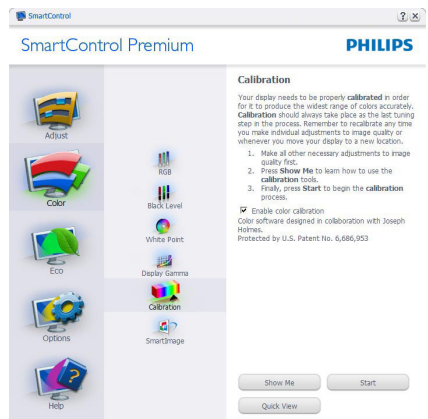 SmartControl
SmartControl Premium
PHILIPS
Adjust
Color
Eco
Options
Help
RGB
Black Level
White Point
Display Gamma
Calibration
SmartImage
Calibration
Your display needs to be properly calibrated in order
for it to produce the widest range of colors accurately.
Calibration should always take place as the last tuning
step in the process. Remember to recalibrate any time
you make individual adjustments to image quality or
whenever you move your display to a new location.
1. Make all other necessary adjustments to image
quality first.
2. Press Show Me to learn how to use the
calibration tools.
3. Finally, press Start to begin the calibration
process.
Enable color calibration
Color software designed in collaboration with Joseph
Holmes.
Protected by U.S. Patent No. 6,686,953
Show Me
Start
Quick View